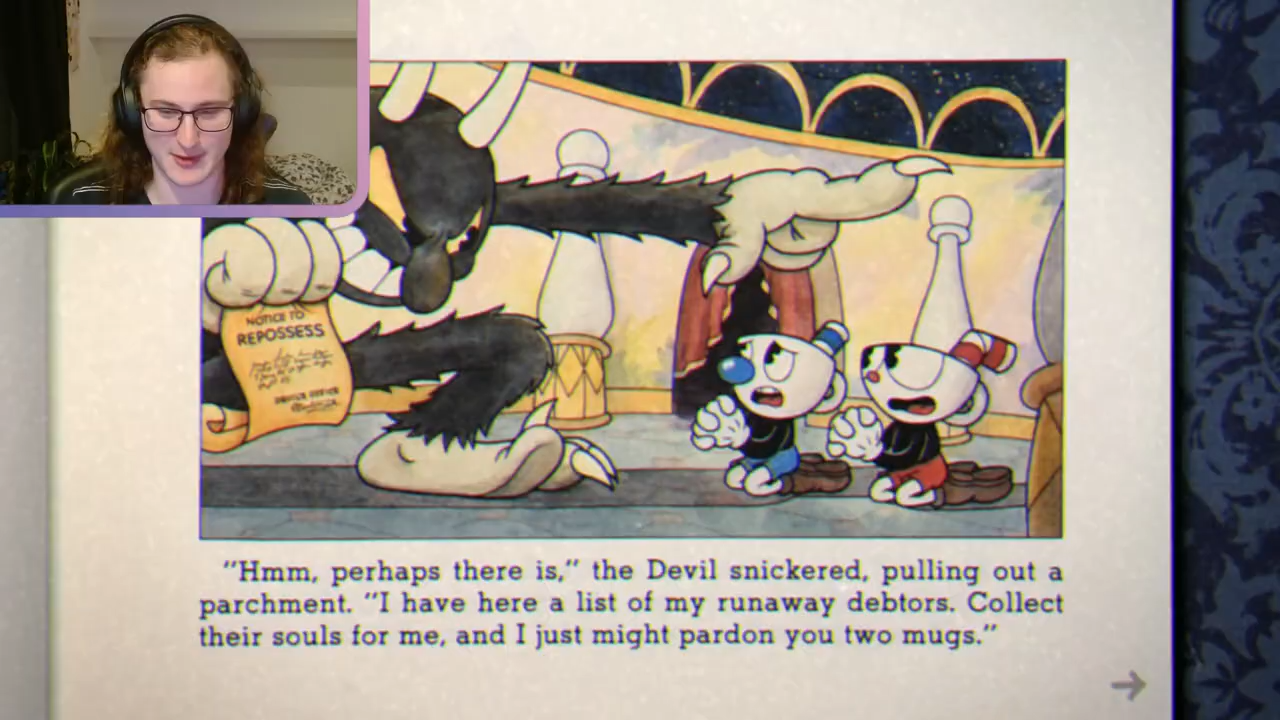 NOTICE TO
REPOSSESS
"Hmm, perhaps there is," the Devil snickered, pulling out a
parchment. "I have here a list of my runaway debtors. Collect
their souls for me, and I just might pardon you two mugs."